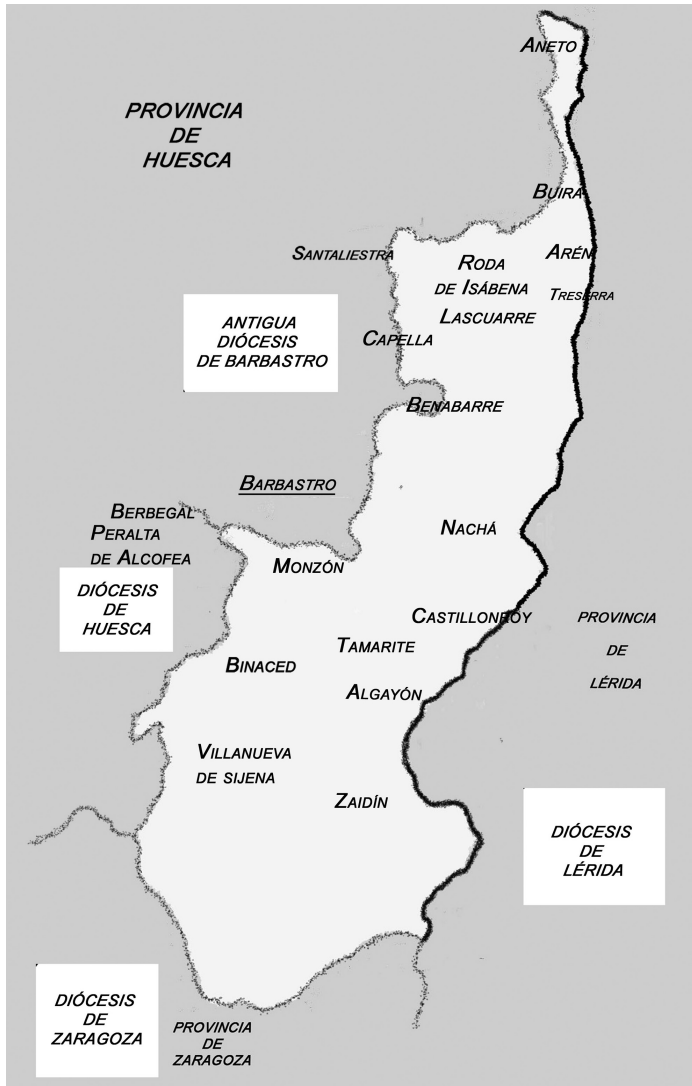 ANETO
PROVINCIA
DE
HUESCA
BUIRA
SANTALIESTRA
RODA
DE ISÁBENA
ARÉN
TRESERRA
LASCUARRE
ANTIGUA
DIÓCESIS
DE BARBASTRO
CAPELLA
BENABARRE
BARBASTRO
BERBEGAL
PERALTA
DE ALCOFEA
NACHÁ
MONZÓN
DIÓCESIS
DE
HUESCA
CASTILLONROY
PROVINCIA
DE
LÉRIDA
TAMARITE
BINACED
ALGAYÓN
VILLANUEVA
DE SIJENA
ZAIDÍN
DIÓCESIS
DE
LÉRIDA
DIÓCESIS
DE
ZARAGOZA
PROVINCIA
DE
ZARAGOZA